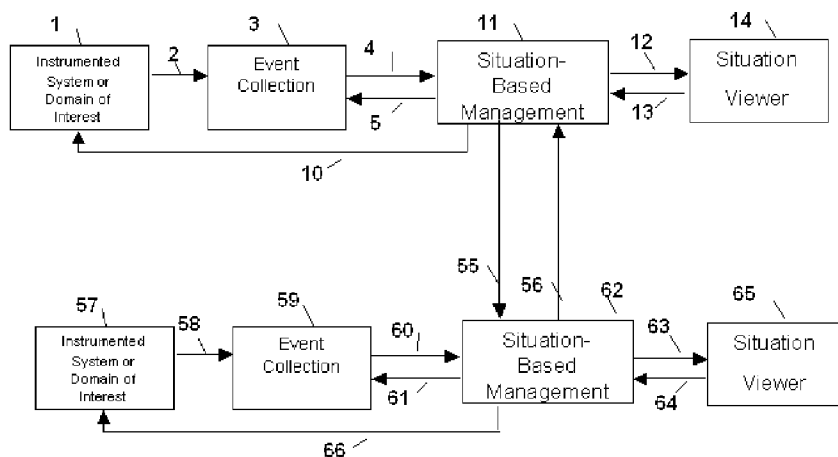 1
2
3
4
11
12
14
Instrumented
System or
Domain of
Interest
Event
Collection
Situation-
Based
Management
Situation
Viewer
5
13
10
55
56
57
58
59
60
62
63
65
Instrumented
System or
Domain of
Interest
Event
Collection
Situation-
Based
Management
Situation
Viewer
61
64
66